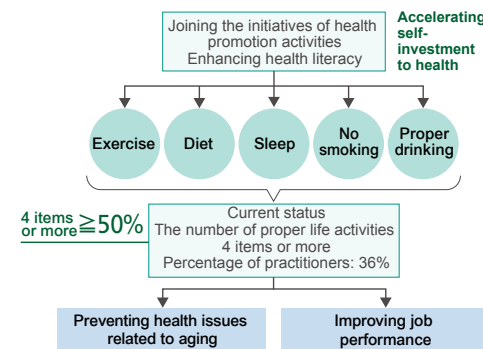 Joining the initiatives of health
promotion activities
Enhancing health literacy
Accelerating
self-
investment
to health
Exercise
Diet
Sleep
No
smoking
Proper
drinking
4 items
or more ≧50%
Current status
The number of proper life activities
4 items or more
Percentage of practitioners: 36%
Preventing health issues
related to aging
Improving job
performance